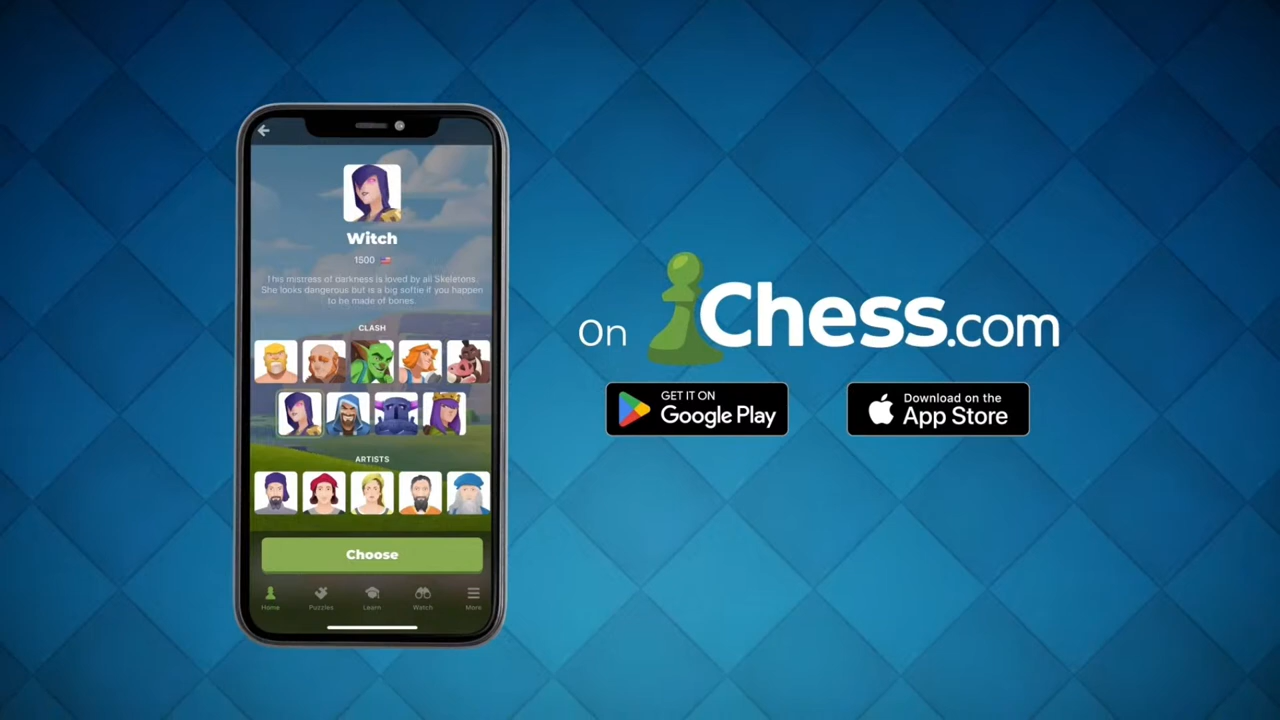 Witch
1500
This mistress of darkness is loved by all Skeletons.
She looks dangerous but is a big softie if you happen
to be made of bones.
CLASH
ARTISTS
Choose
Home
Puzzles
Learn
Watch
More
On
Chess.com
GET IT ON
Google Play
Download on the
App Store